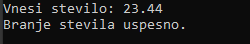 Vnesi stevilo: 23.44
Branje stevila uspesno.